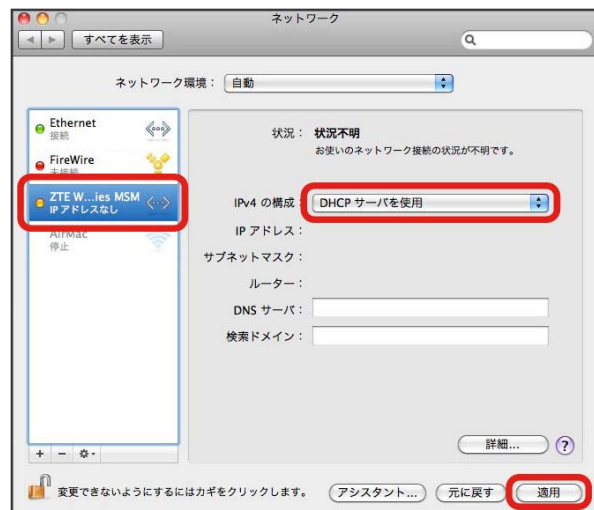 ネットワーク
すべてを表示
ネットワーク環境： 自動
Ethernet
接続
FireWire
未接続
ZTE W...ies MSM
IP アドレスなし
AirMac
停止
状況： 状況不明
お使いのネットワーク接続の状況が不明です。
IPv4 の構成： DHCP サーバを使用
IP アドレス：
サブネットマスク：
ルーター：
DNS サーバ：
検索ドメイン：
詳細... ?
+ −
変更できないようにするにはカギをクリックします。 アシスタント... 元に戻す 適用